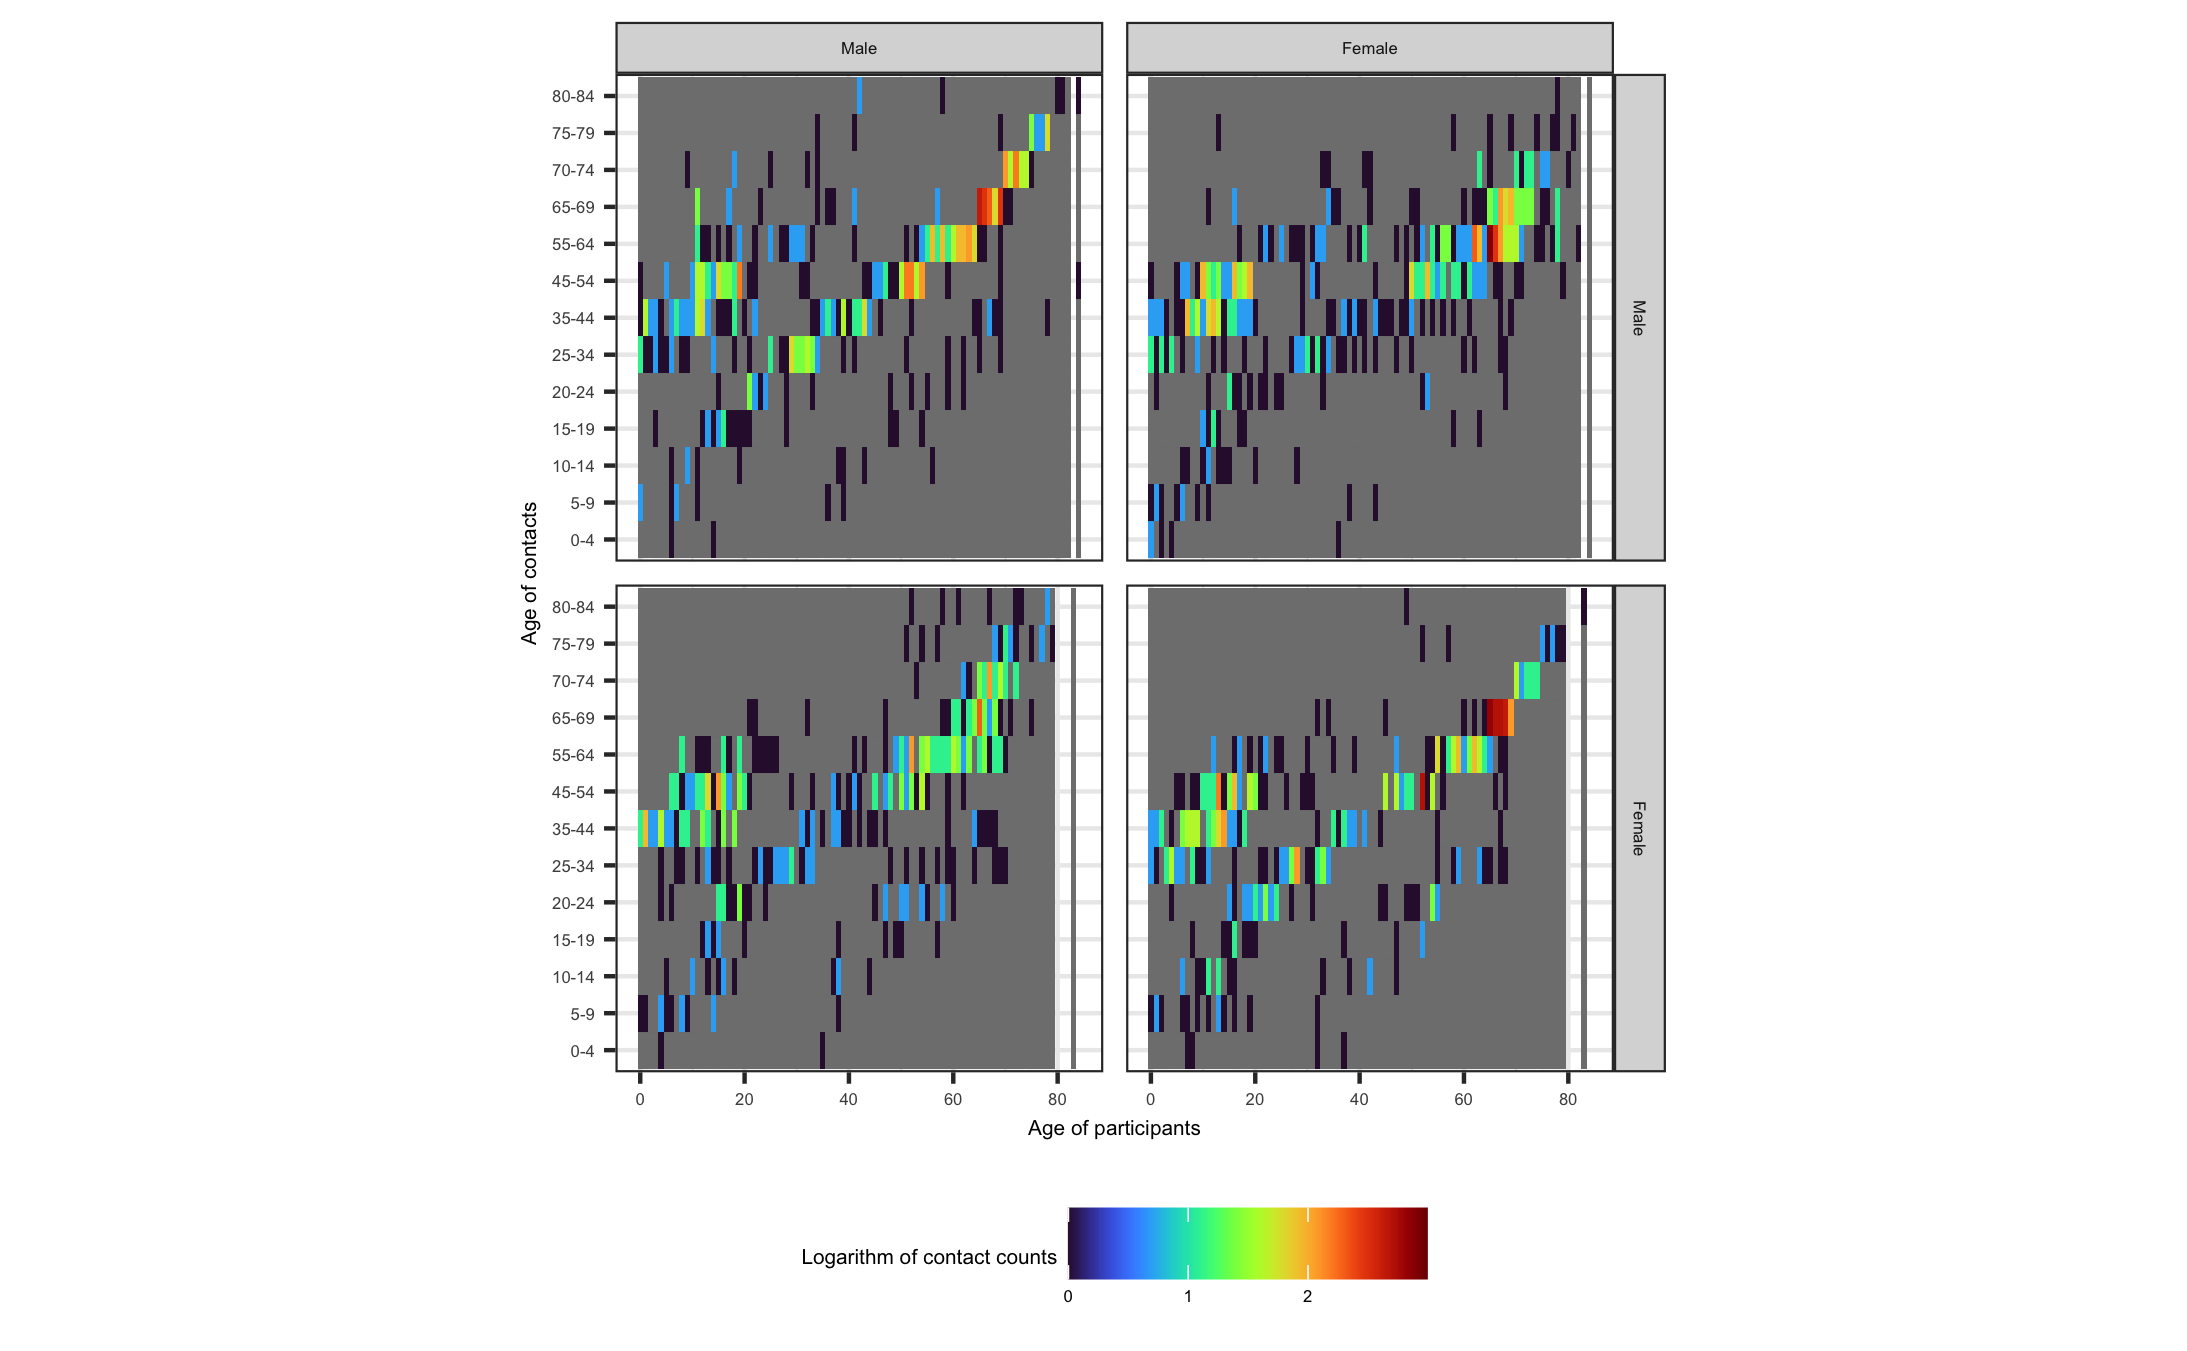 Male
Female
80-84
75-79
70-74
65-69
55-64
45-54
35-44
25-34
20-24
15-19
10-14
5-9
0-4
Male
Age of contacts
80-84
75-79
70-74
65-69
55-64
45-54
35-44
25-34
20-24
15-19
10-14
5-9
0-4
Female
0 20 40 60 80
0 20 40 60 80
Age of participants
Logarithm of contact counts
0 1 2